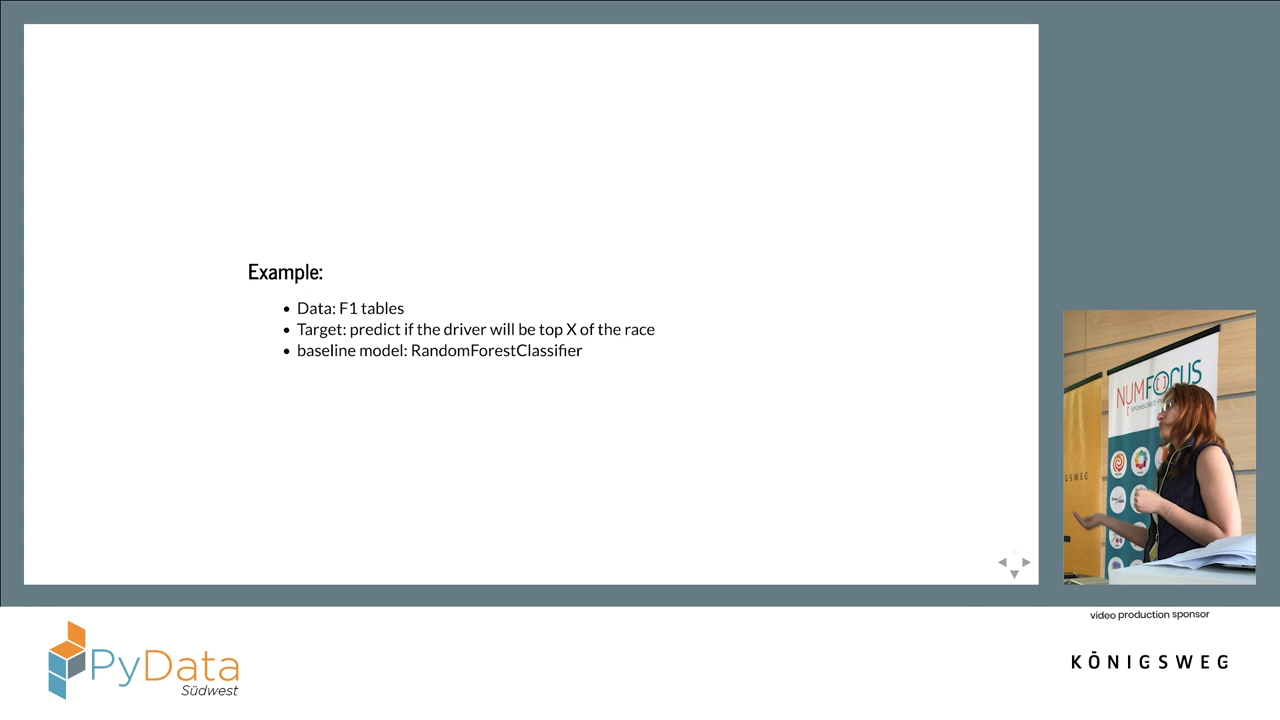 Example:
Data: F1 tables
Target: predict if the driver will be top X of the race
baseline model: RandomForestClassifier
NUMFOCUS
GSWEG
video production sponsor
KÖNIGSWEG
PyData
Südwest